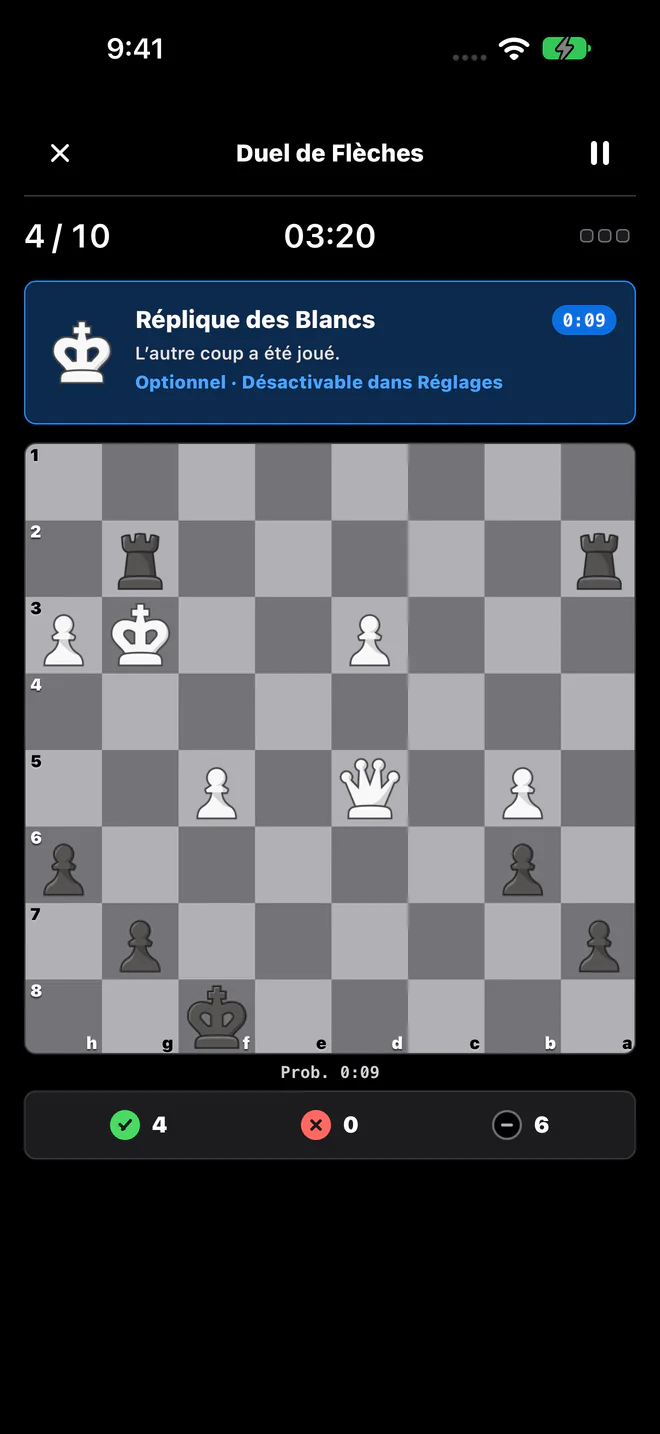 9:41
Duel de Flèches
4 / 10 03:20
Réplique des Blancs 0:09
L’autre coup a été joué.
Optionnel · Désactivable dans Réglages
1
2
3
4
5
6
7
8
h g f e d c b a
Prob. 0:09
4 0 6